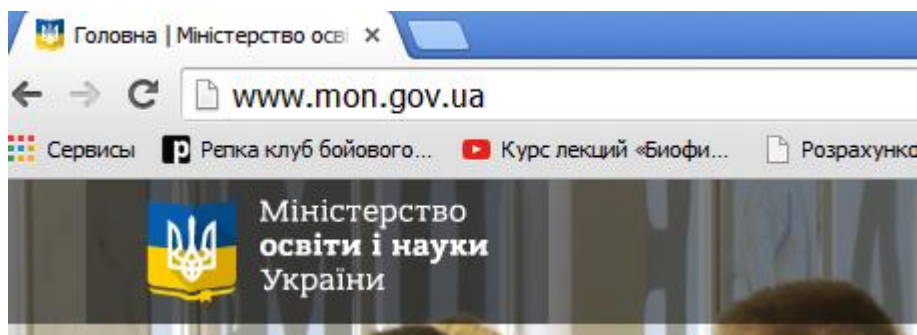 Головна | Міністерство осві
www.mon.gov.ua
Сервисы Репка клуб бойового... Курс лекций «Биофи... Розрахунко
Міністерство
освіти і науки
України